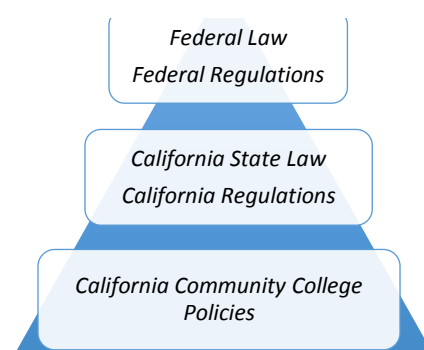 Federal Law
Federal Regulations
California State Law
California Regulations
California Community College
Policies